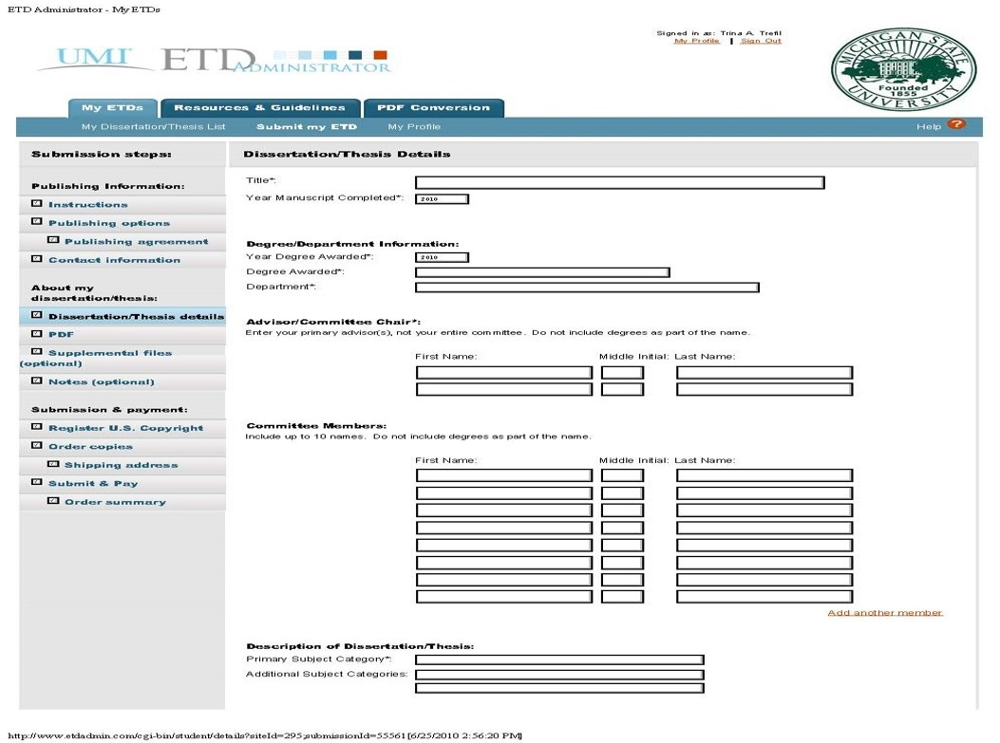 ETD Administrator - My ETDs
Signed in as: Trina A. Trefil
My Profile | Sign Out
UMI ETD ADMINISTRATOR
MICHIGAN STATE UNIVERSITY
Founded
1855
My ETDs Resources & Guidelines PDF Conversion
My Dissertation/Thesis List Submit my ETD My Profile Help ?
Submission steps:
Publishing Information:
Instructions
Publishing options
Publishing agreement
Contact information
About my
dissertation/thesis:
Dissertation/Thesis details
PDF
Supplemental files
(optional)
Notes (optional)
Submission & payment:
Register U.S. Copyright
Order copies
Shipping address
Submit & Pay
Order summary
Dissertation/Thesis Details
Title*:
Year Manuscript Completed*: 2010
Degree/Department Information:
Year Degree Awarded*: 2010
Degree Awarded*:
Department*:
Advisor/Committee Chair*:
Enter your primary advisor(s), not your entire committee. Do not include degrees as part of the name.
First Name: Middle Initial: Last Name:
Committee Members:
Include up to 10 names. Do not include degrees as part of the name.
First Name: Middle Initial: Last Name:
Add another member
Description of Dissertation/Thesis:
Primary Subject Category*:
Additional Subject Categories:
http://www.etdadmin.com/cgi-bin/student/details?siteId=295;submissionId=55561[6/25/2010 2:56:20 PM]